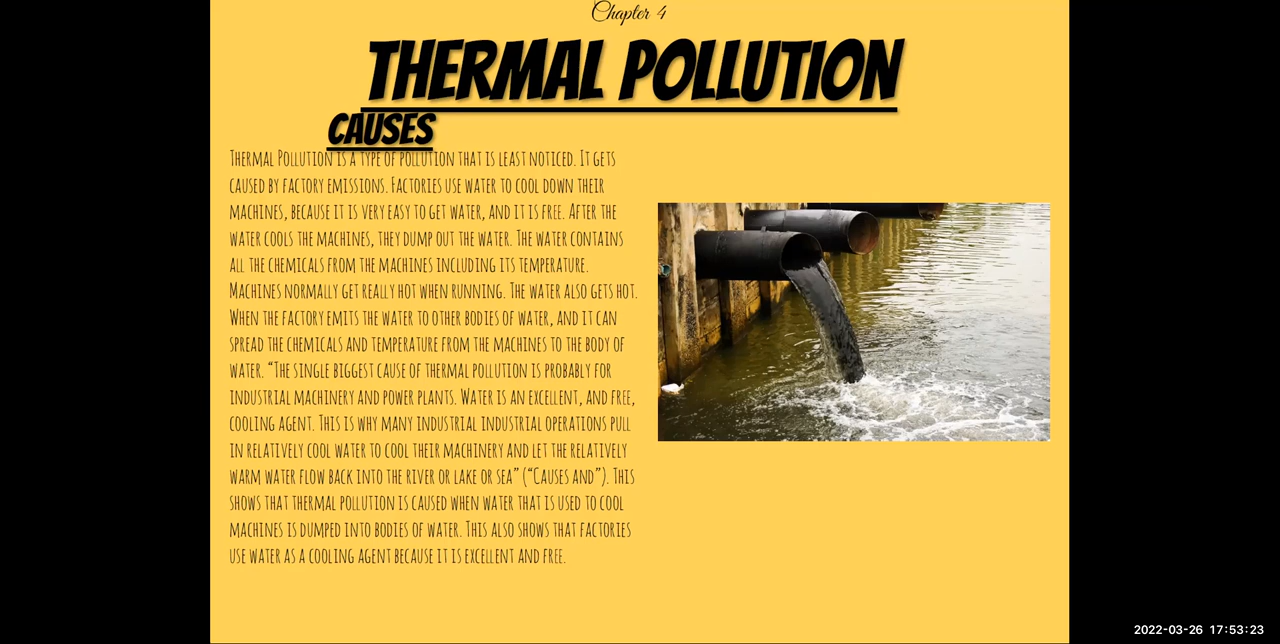 Chapter 4
THERMAL POLLUTION
CAUSES
Thermal Pollution is a type of pollution that is least noticed. It gets
caused by factory emissions. Factories use water to cool down their
machines, because it is very easy to get water, and it is free. After the
water cools the machines, they dump out the water. The water contains
all the chemicals from the machines including its temperature.
Machines normally get really hot when running. The water also gets hot.
When the factory emits the water to other bodies of water, and it can
spread the chemicals and temperature from the machines to the body of
water. “The single biggest cause of thermal pollution is probably for
industrial machinery and power plants. Water is an excellent, and free,
cooling agent. This is why many industrial industrial operations pull
in relatively cool water to cool their machinery and let the relatively
warm water flow back into the river or lake or sea” (“Causes and”). This
shows that thermal pollution is caused when water that is used to cool
machines is dumped into bodies of water. This also shows that factories
use water as a cooling agent because it is excellent and free.
2022-03-26 17:53:23